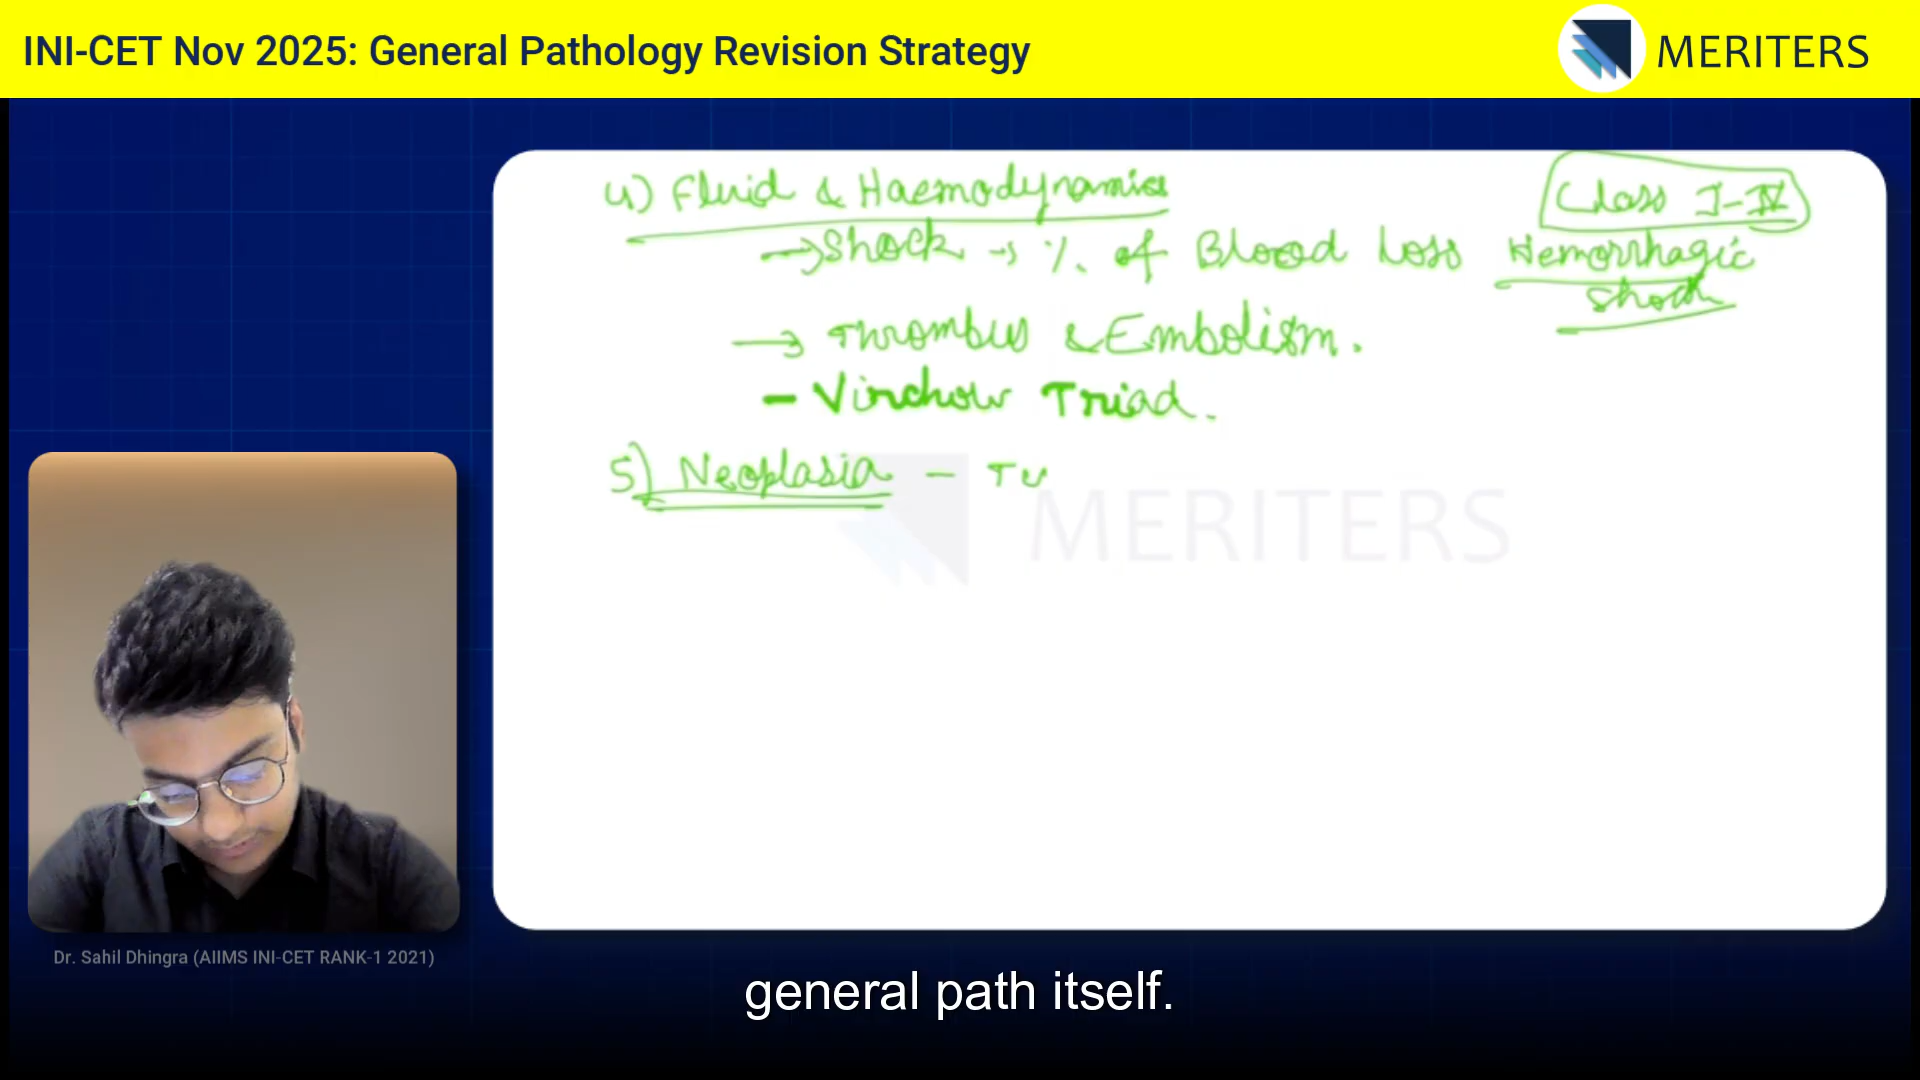 INI-CET Nov 2025: General Pathology Revision Strategy
MERITERS
4) Fluid & Haemodynamics
Class I-IV
→ Shock → % of Blood Loss Hemorrhagic
Shock
→ Thrombus & Embolism.
- Virchow Triad.
5) Neoplasia - Tu
MERITERS
Dr. Sahil Dhingra (AIIMS INI-CET RANK-1 2021)
general path itself.